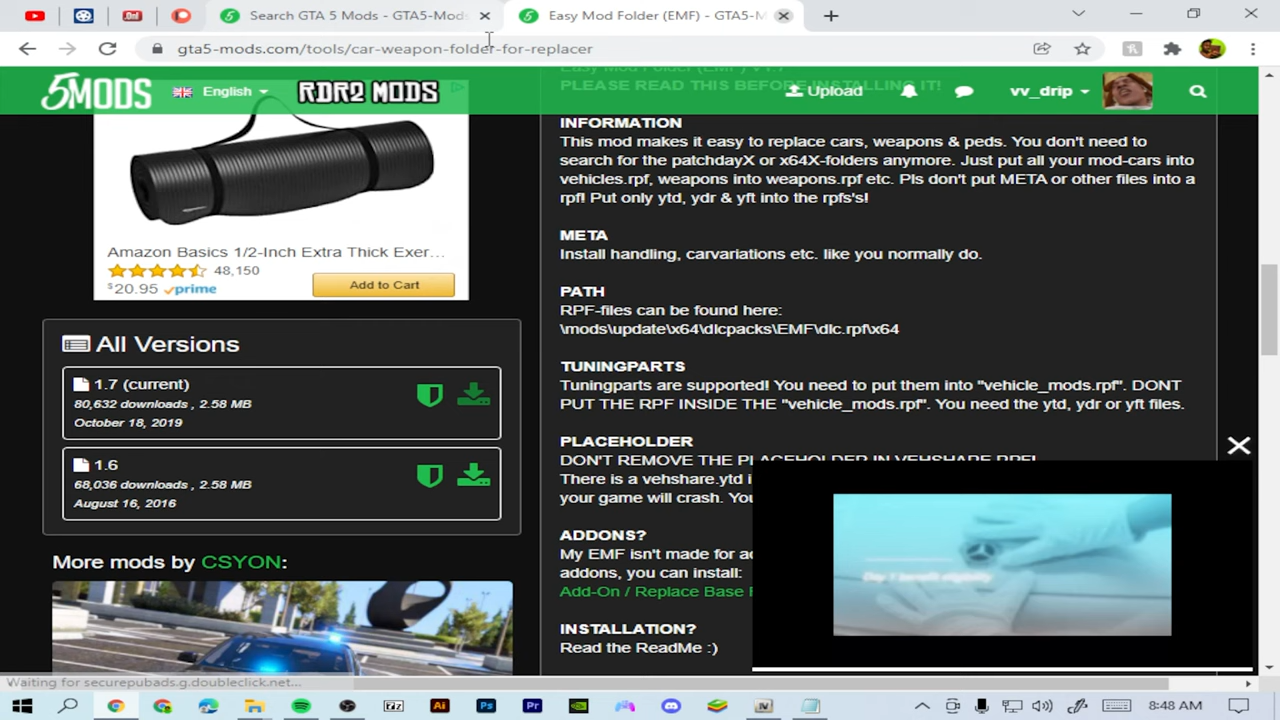 Search GTA 5 Mods - GTA5-Mods
Easy Mod Folder (EMF) - GTA5-M
gta5-mods.com/tools/car-weapon-folder-for-replacer
5MODS
English
RDR2 MODS
Upload
vv_drip
Easy Mod Folder (EMF) V1.7
PLEASE READ THIS BEFORE INSTALLING IT!
INFORMATION
This mod makes it easy to replace cars, weapons & peds. You don't need to
search for the patchdayX or x64X-folders anymore. Just put all your mod-cars into
vehicles.rpf, weapons into weapons.rpf etc. Pls don't put META or other files into a
rpf! Put only ytd, ydr & yft into the rpfs's!
META
Install handling, carvariations etc. like you normally do.
PATH
RPF-files can be found here:
\mods\update\x64\dlcpacks\EMF\dlc.rpf\x64
TUNINGPARTS
Tuningparts are supported! You need to put them into "vehicle_mods.rpf". DONT
PUT THE RPF INSIDE THE "vehicle_mods.rpf". You need the ytd, ydr or yft files.
PLACEHOLDER
DON'T REMOVE THE PLACEHOLDER IN VEHSHARE.RPF!
There is a vehshare.ytd i
your game will crash. You
ADDONS?
My EMF isn't made for ad
addons, you can install:
Add-On / Replace Base F
INSTALLATION?
Read the ReadMe :)
Amazon Basics 1/2-Inch Extra Thick Exer...
48,150
$20.95 prime
Add to Cart
All Versions
1.7 (current)
80,632 downloads , 2.58 MB
October 18, 2019
1.6
68,036 downloads , 2.58 MB
August 16, 2016
More mods by CSYON:
Waiting for securepubads.g.doubleclick.net...
7Z
Ai
Ps
Pr
IV
8:48 AM